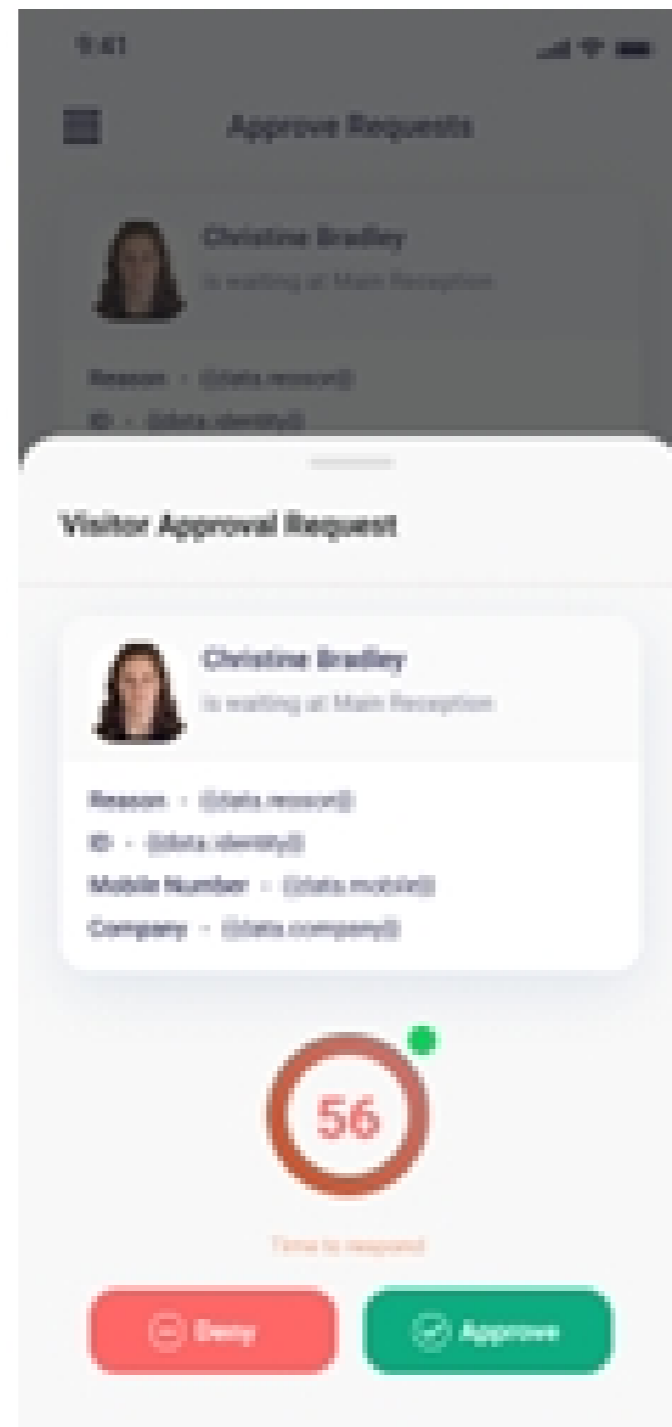 9:41
Approve Requests
Christine Bradley
is waiting at Main Reception
Reason - {{data.reason}}
ID - {{data.identity}}
Visitor Approval Request
Christine Bradley
is waiting at Main Reception
Reason - {{data.reason}}
ID - {{data.identity}}
Mobile Number - {{data.mobile}}
Company - {{data.company}}
56
Time to respond
Deny
Approve